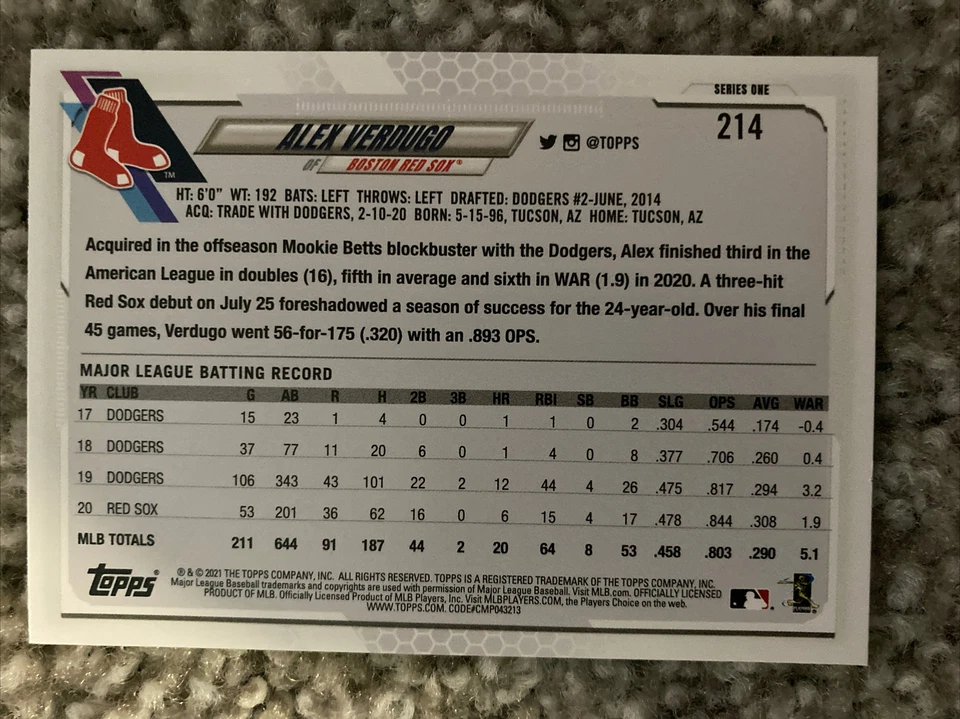 SERIES ONE
214
ALEX VERDUGO
OF BOSTON RED SOX®
@TOPPS
TM
HT: 6'0" WT: 192 BATS: LEFT THROWS: LEFT DRAFTED: DODGERS #2-JUNE, 2014
ACQ: TRADE WITH DODGERS, 2-10-20 BORN: 5-15-96, TUCSON, AZ HOME: TUCSON, AZ
Acquired in the offseason Mookie Betts blockbuster with the Dodgers, Alex finished third in the
American League in doubles (16), fifth in average and sixth in WAR (1.9) in 2020. A three-hit
Red Sox debut on July 25 foreshadowed a season of success for the 24-year-old. Over his final
45 games, Verdugo went 56-for-175 (.320) with an .893 OPS.
MAJOR LEAGUE BATTING RECORD
YR CLUB G AB R H 2B 3B HR RBI SB BB SLG OPS AVG WAR
17 DODGERS 15 23 1 4 0 0 1 1 0 2 .304 .544 .174 -0.4
18 DODGERS 37 77 11 20 6 0 1 4 0 8 .377 .706 .260 0.4
19 DODGERS 106 343 43 101 22 2 12 44 4 26 .475 .817 .294 3.2
20 RED SOX 53 201 36 62 16 0 6 15 4 17 .478 .844 .308 1.9
MLB TOTALS 211 644 91 187 44 2 20 64 8 53 .458 .803 .290 5.1
topps®
® & © 2021 THE TOPPS COMPANY, INC. ALL RIGHTS RESERVED. TOPPS IS A REGISTERED TRADEMARK OF THE TOPPS COMPANY, INC.
Major League Baseball trademarks and copyrights are used with permission of Major League Baseball. Visit MLB.com. OFFICIALLY LICENSED
PRODUCT OF MLB. Officially Licensed Product of MLB Players, Inc. Visit MLBPLAYERS.COM, the Players Choice on the web.
WWW.TOPPS.COM. CODE#CMP043213